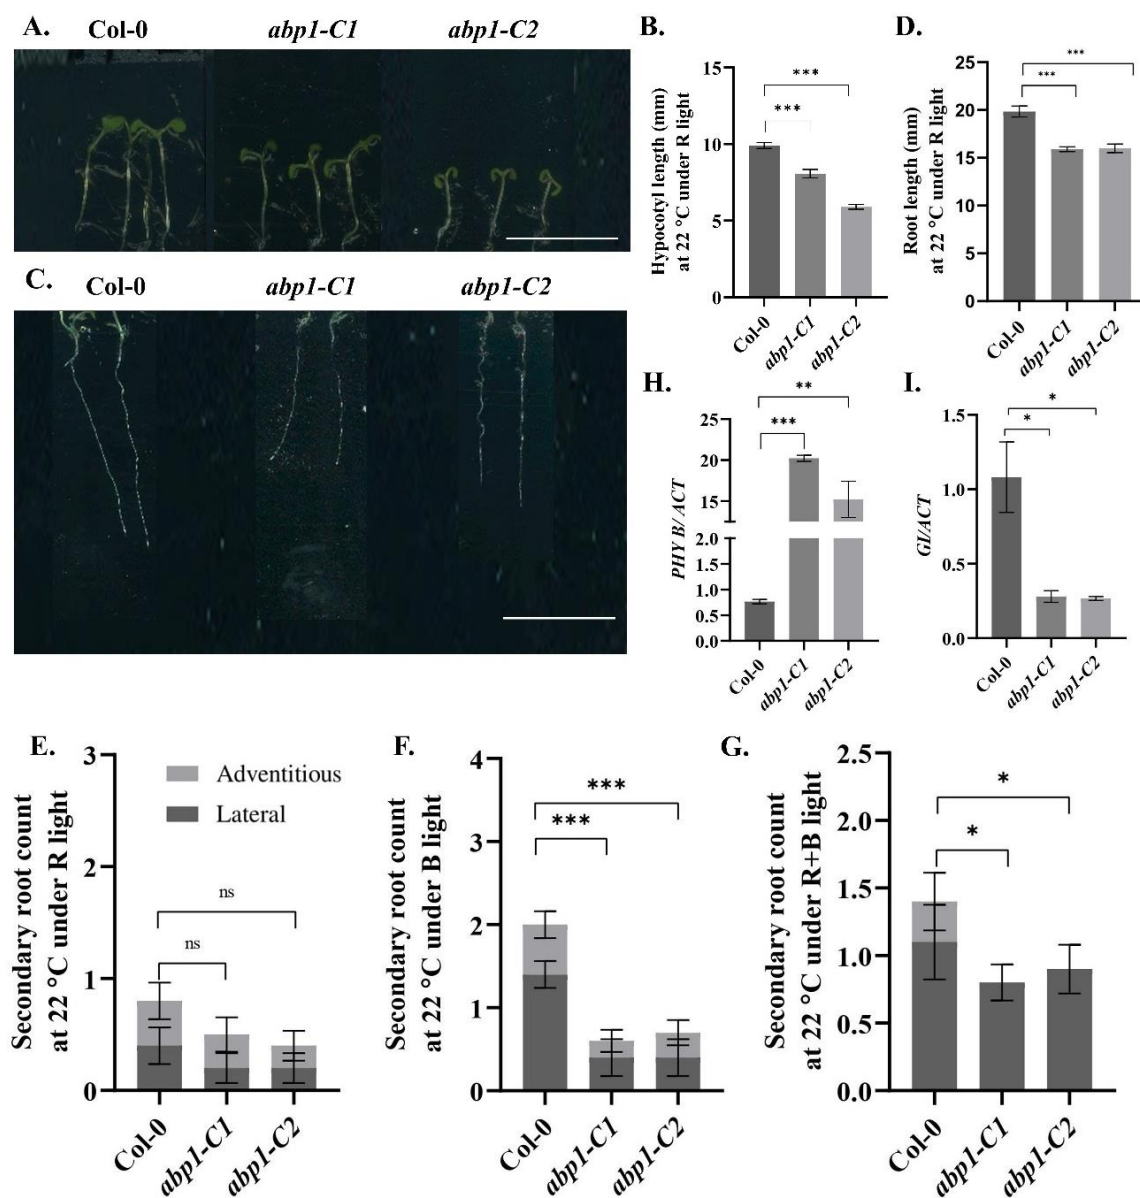 A. Col-0 abp1-C1 abp1-C2
B.
Hypocotyl length (mm)
at 22 °C under R light
15
10
5
0
***
***
Col-0
abp1-C1
abp1-C2
D.
Root length (mm)
at 22 °C under R light
25
20
15
10
5
0
***
***
Col-0
abp1-C1
abp1-C2
C. Col-0 abp1-C1 abp1-C2
H.
PHY B/ACT
25
20
15
2.0
1.5
1.0
0.5
0.0
**
***
Col-0
abp1-C1
abp1-C2
I.
GI/ACT
1.5
1.0
0.5
0.0
*
*
Col-0
abp1-C1
abp1-C2
E.
Secondary root count
at 22 °C under R light
3
2
1
0
Adventitious
Lateral
ns
ns
Col-0
abp1-C1
abp1-C2
F.
Secondary root count
at 22 °C under B light
4
3
2
1
0
***
***
Col-0
abp1-C1
abp1-C2
G.
Secondary root count
at 22 °C under R+B light
2.5
2.0
1.5
1.0
0.5
0.0
*
*
Col-0
abp1-C1
abp1-C2